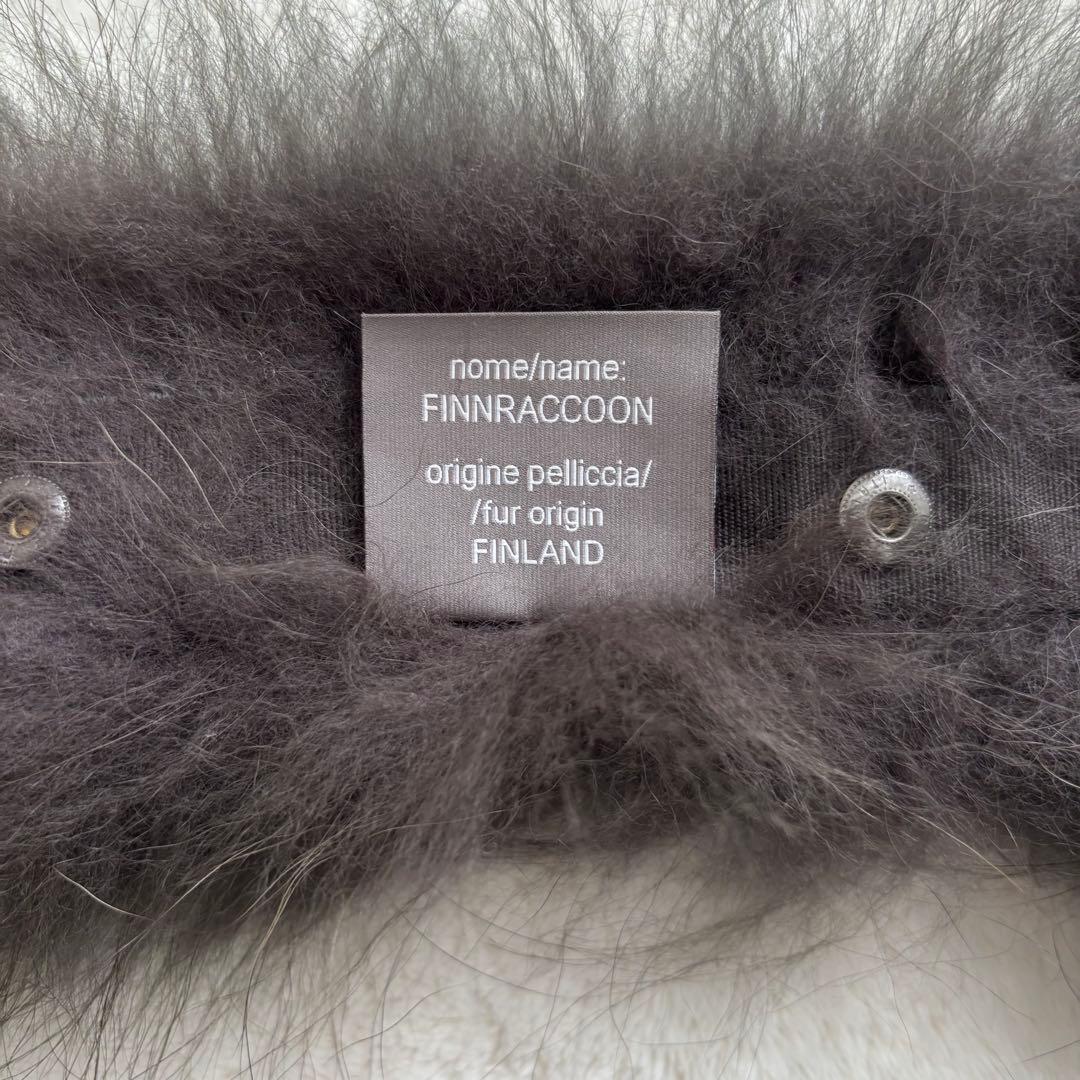 nome/name:
FINNRACCOON
origine pelliccia/
/fur origin
FINLAND